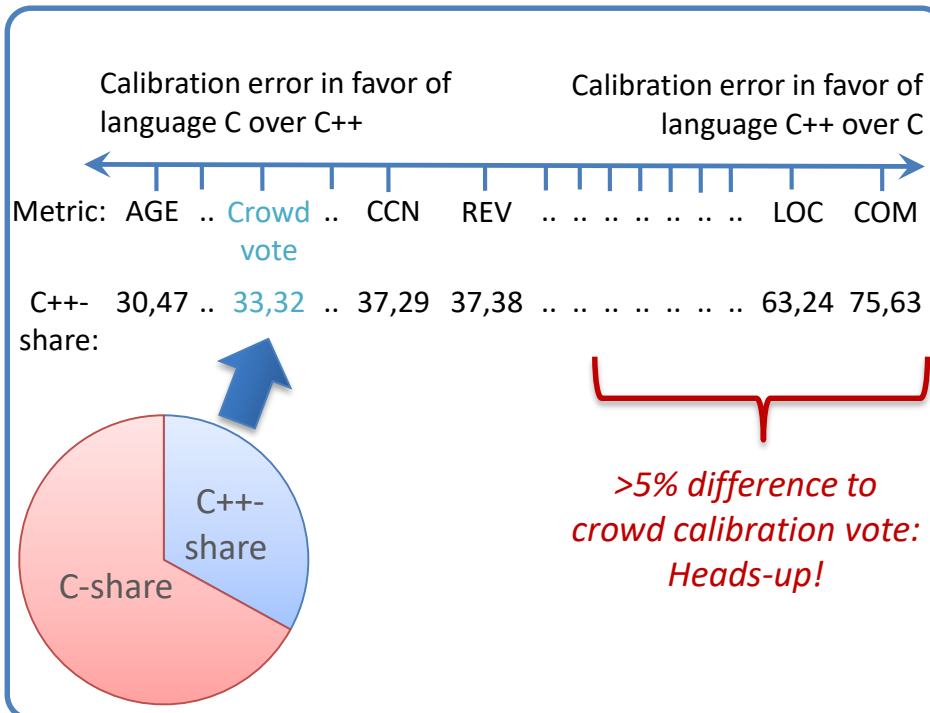 Calibration error in favor of
language C over C++
Calibration error in favor of
language C++ over C
Metric: AGE .. Crowd .. CCN REV .. .. .. .. .. .. .. LOC COM
vote
C++- 30,47 .. 33,32 .. 37,29 37,38 .. .. .. .. .. .. .. 63,24 75,63
share:
C++-
share
C-share
>5% difference to
crowd calibration vote:
Heads-up!